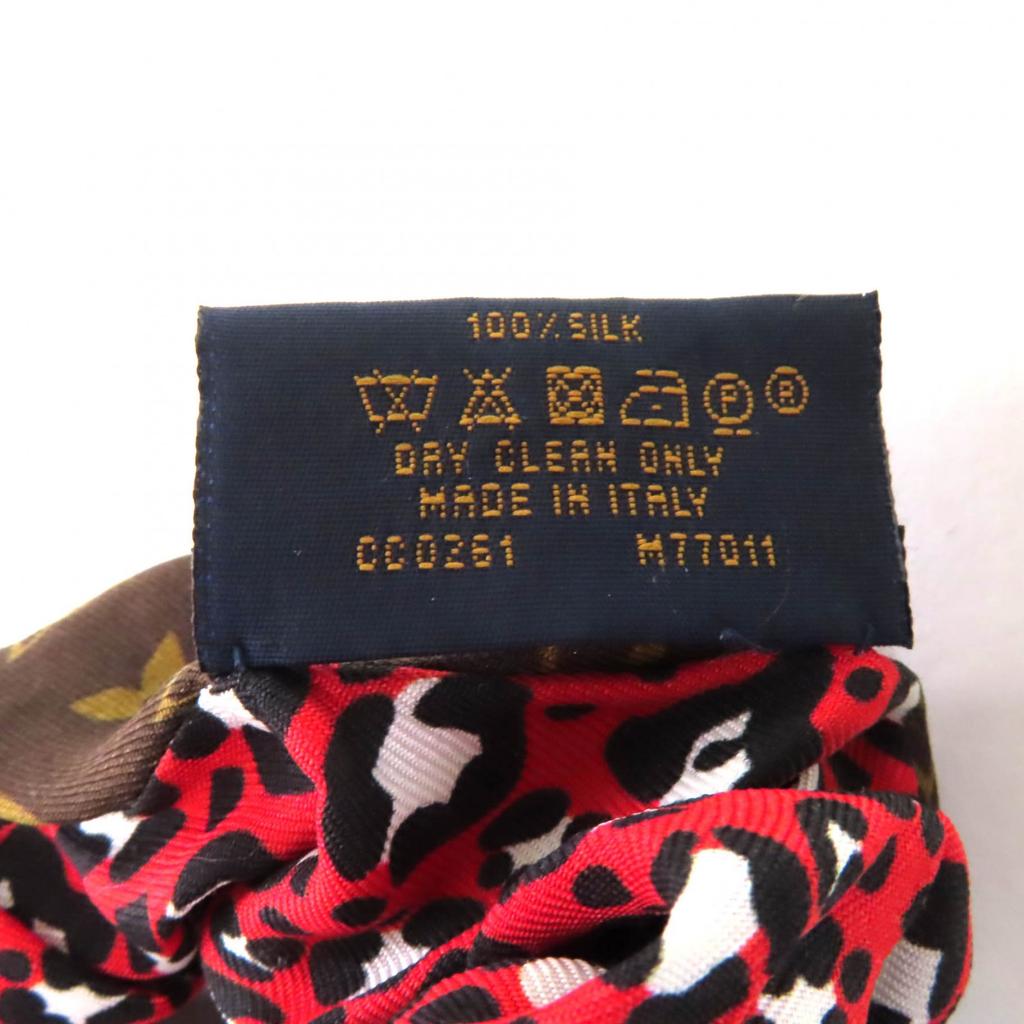 100% SILK
P ®
DRY CLEAN ONLY
MADE IN ITALY
CC0261 M77011